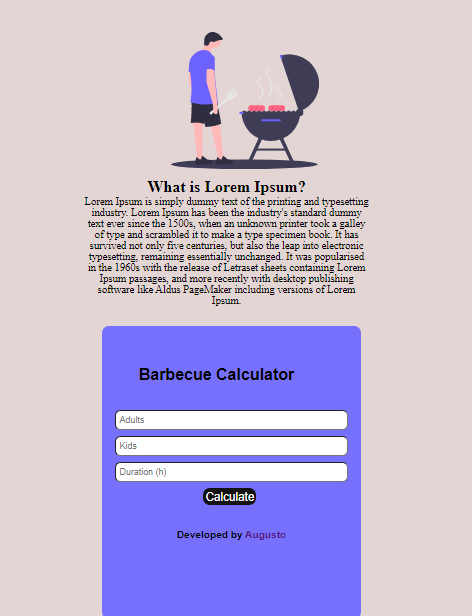 What is Lorem Ipsum?
Lorem Ipsum is simply dummy text of the printing and typesetting
industry. Lorem Ipsum has been the industry's standard dummy
text ever since the 1500s, when an unknown printer took a galley
of type and scrambled it to make a type specimen book. It has
survived not only five centuries, but also the leap into electronic
typesetting, remaining essentially unchanged. It was popularised
in the 1960s with the release of Letraset sheets containing Lorem
Ipsum passages, and more recently with desktop publishing
software like Aldus PageMaker including versions of Lorem
Ipsum.
Barbecue Calculator
Adults
Kids
Duration (h)
Calculate
Developed by Augusto